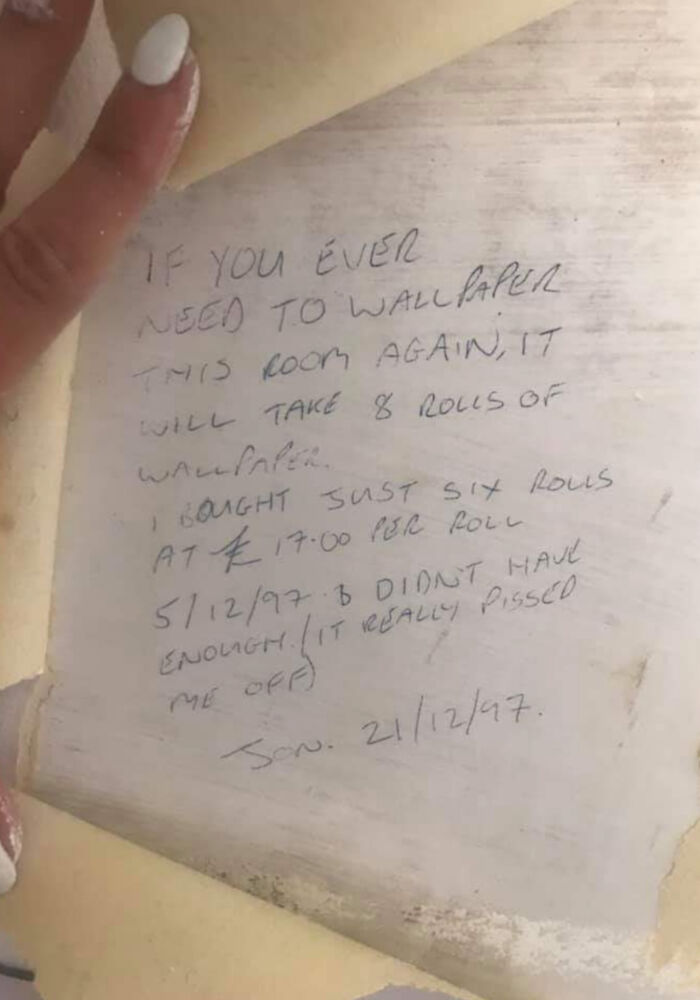 IF YOU EVER
NEED TO WALLPAPER
THIS ROOM AGAIN, IT
WILL TAKE 8 ROLLS OF
WALLPAPER.
I BOUGHT JUST SIX ROLLS
AT £17.00 PER ROLL
5/12/97 & DIDN'T HAVE
ENOUGH. (IT REALLY PISSED
ME OFF)
JON. 21/12/97.